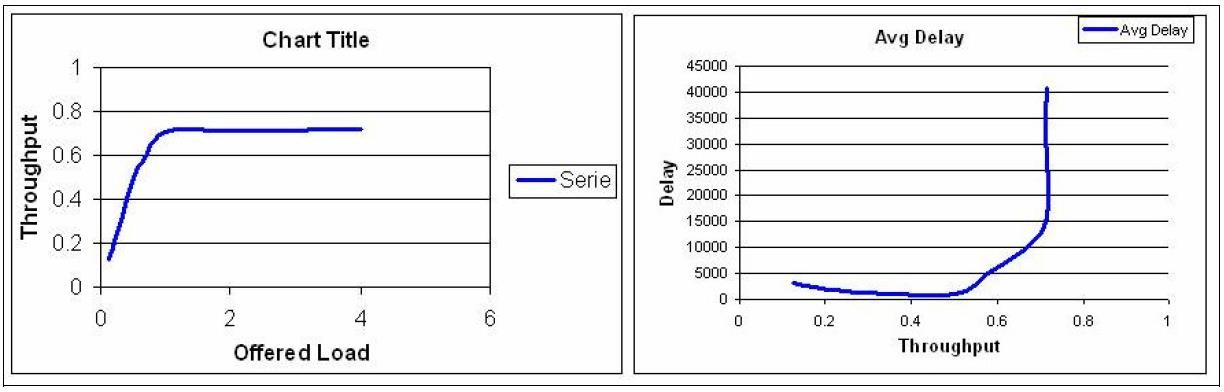 Chart Title
1
0.8
0.6
0.4
0.2
0
0 2 4 6
Throughput
Offered Load
Serie
Avg Delay
Avg Delay
45000
40000
35000
30000
25000
20000
15000
10000
5000
0
0 0.2 0.4 0.6 0.8 1
Delay
Throughput